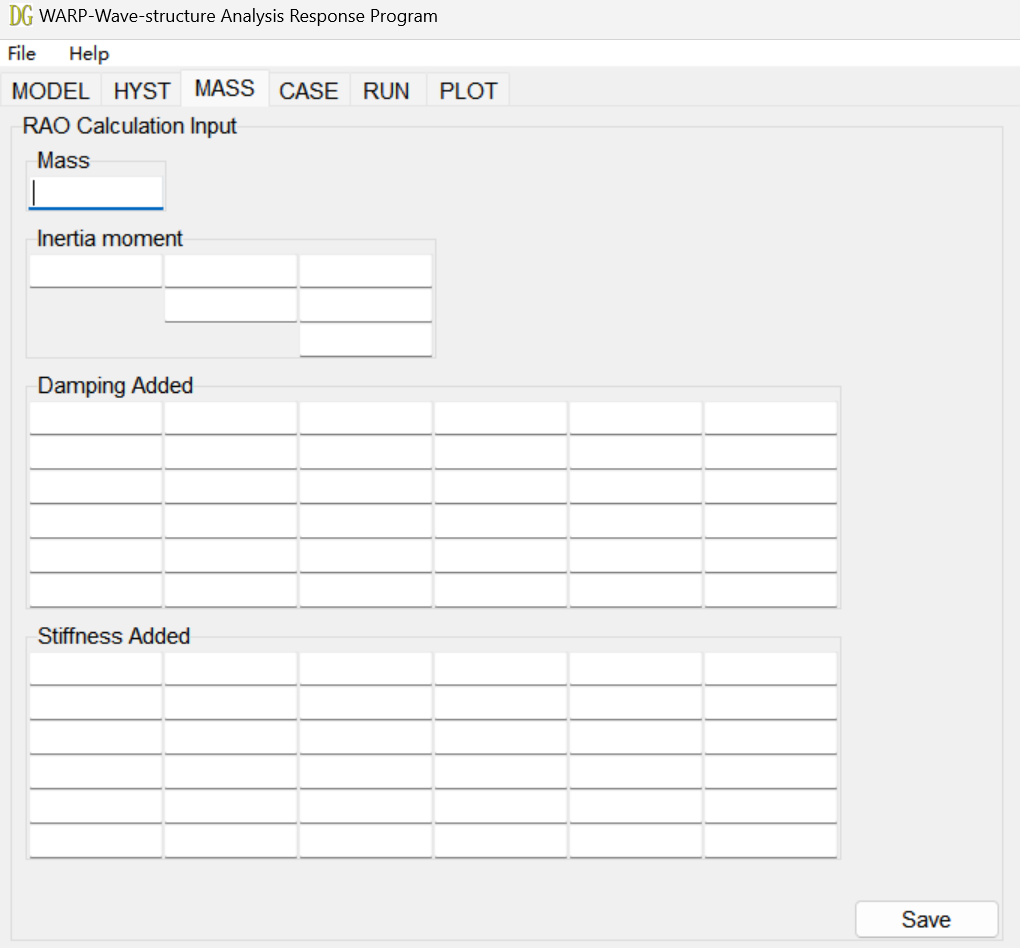 DG WARP-Wave-structure Analysis Response Program
File Help
MODEL HYST MASS CASE RUN PLOT
RAO Calculation Input
Mass
Inertia moment
Damping Added
Stiffness Added
Save